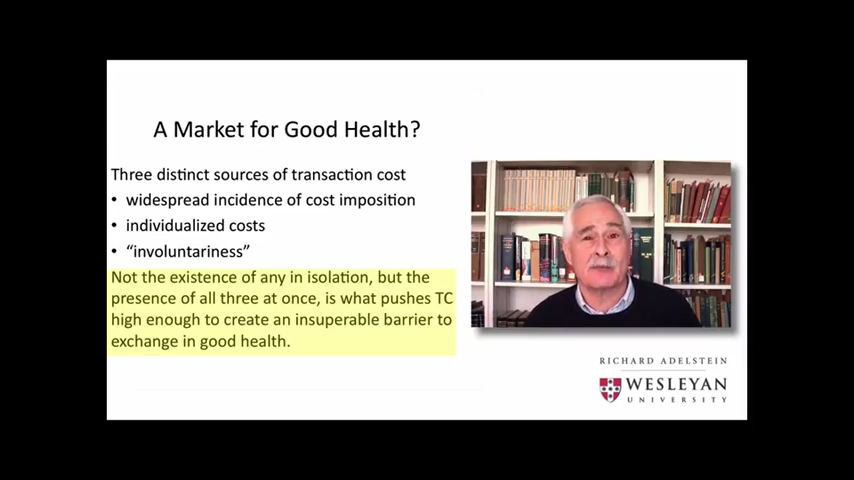 A Market for Good Health?
Three distinct sources of transaction cost
• widespread incidence of cost imposition
• individualized costs
• “involuntariness”
Not the existence of any in isolation, but the
presence of all three at once, is what pushes TC
high enough to create an insuperable barrier to
exchange in good health.
RICHARD ADELSTEIN
WESLEYAN
UNIVERSITY